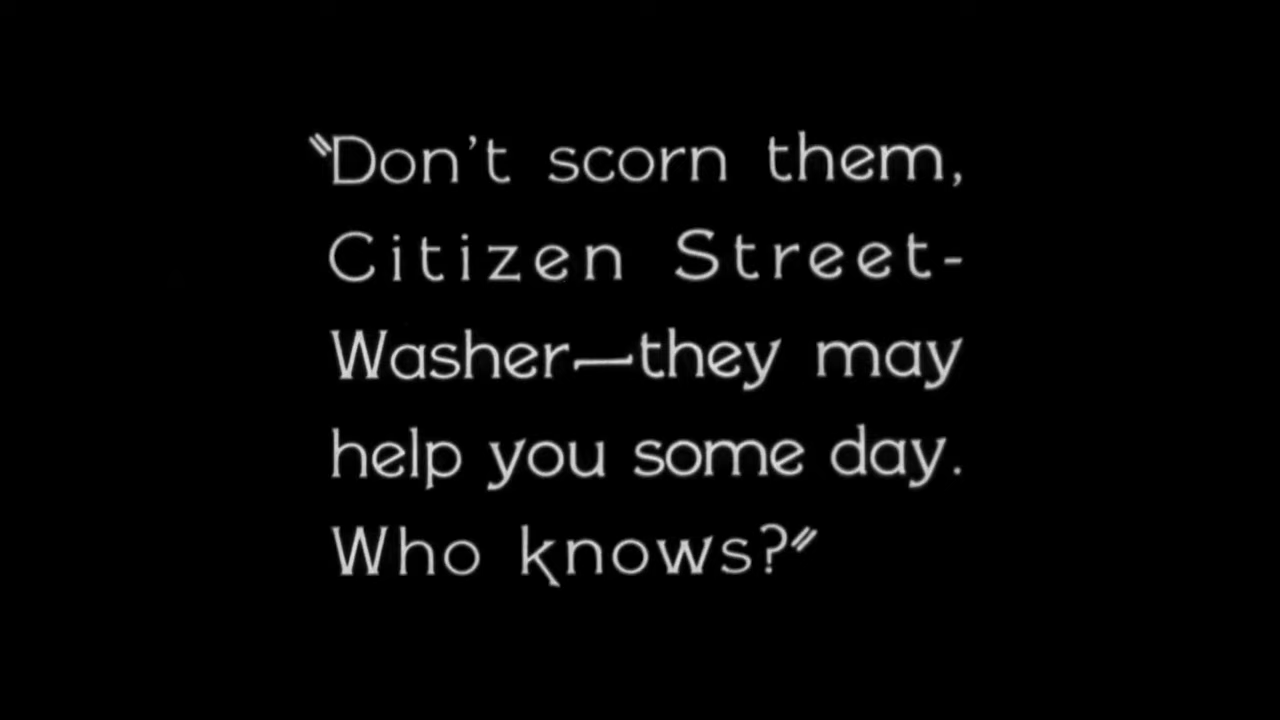 "Don't scorn them,
Citizen Street-
Washer—they may
help you some day.
Who knows?"